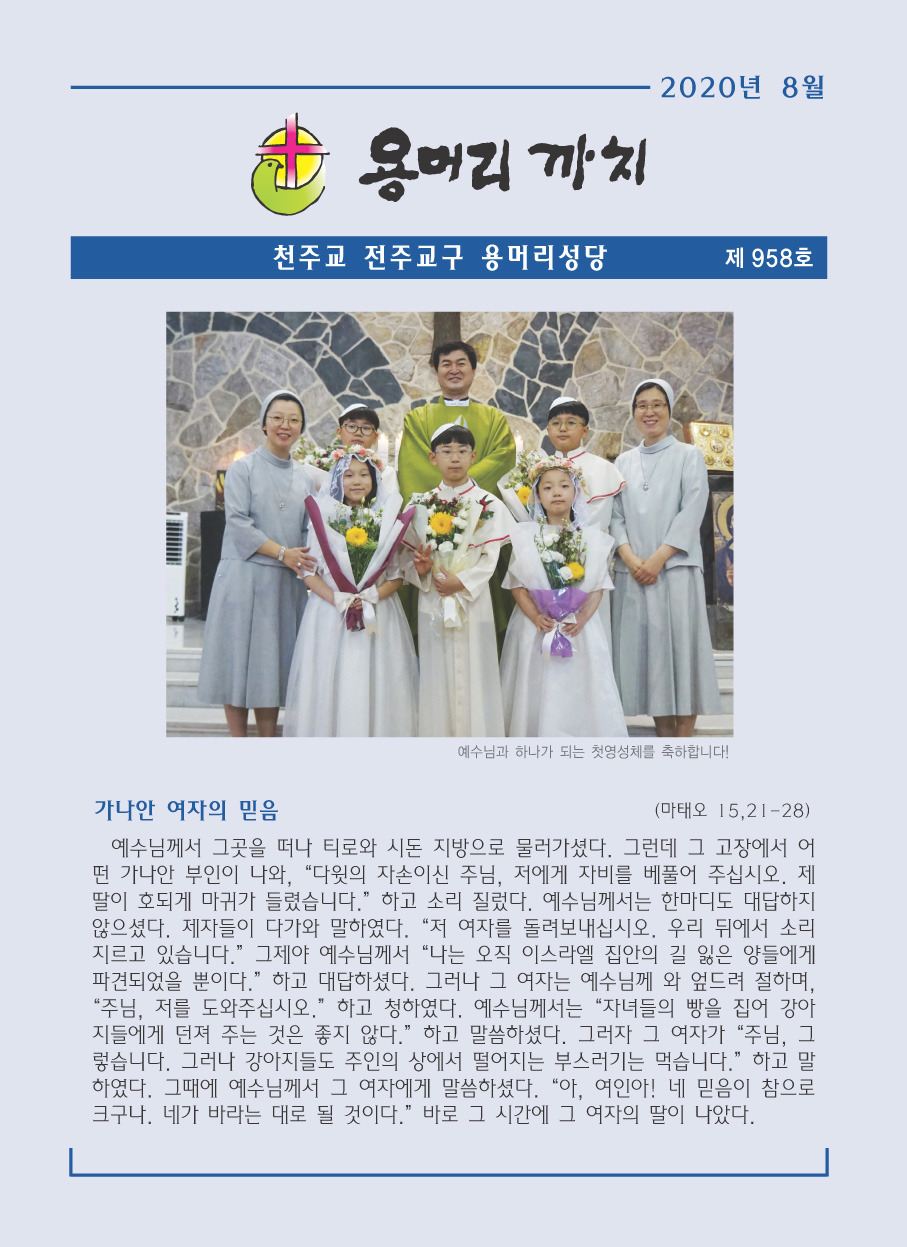 2020년 8월
용머리 까치
천주교 전주교구 용머리성당 제 958호
예수님과 하나가 되는 첫영성체를 축하합니다!
가나안 여자의 믿음 (마태오 15,21-28)
예수님께서 그곳을 떠나 티로와 시돈 지방으로 물러가셨다. 그런데 그 고장에서 어
떤 가나안 부인이 나와, “다윗의 자손이신 주님, 저에게 자비를 베풀어 주십시오. 제
딸이 호되게 마귀가 들렸습니다.” 하고 소리 질렀다. 예수님께서는 한마디도 대답하지
않으셨다. 제자들이 다가와 말하였다. “저 여자를 돌려보내십시오. 우리 뒤에서 소리
지르고 있습니다.” 그제야 예수님께서 “나는 오직 이스라엘 집안의 길 잃은 양들에게
파견되었을 뿐이다.” 하고 대답하셨다. 그러나 그 여자는 예수님께 와 엎드려 절하며,
“주님, 저를 도와주십시오.” 하고 청하였다. 예수님께서는 “자녀들의 빵을 집어 강아
지들에게 던져 주는 것은 좋지 않다.” 하고 말씀하셨다. 그러자 그 여자가 “주님, 그
렇습니다. 그러나 강아지들도 주인의 상에서 떨어지는 부스러기는 먹습니다.” 하고 말
하였다. 그때에 예수님께서 그 여자에게 말씀하셨다. “아, 여인아! 네 믿음이 참으로
크구나. 네가 바라는 대로 될 것이다.” 바로 그 시간에 그 여자의 딸이 나았다.